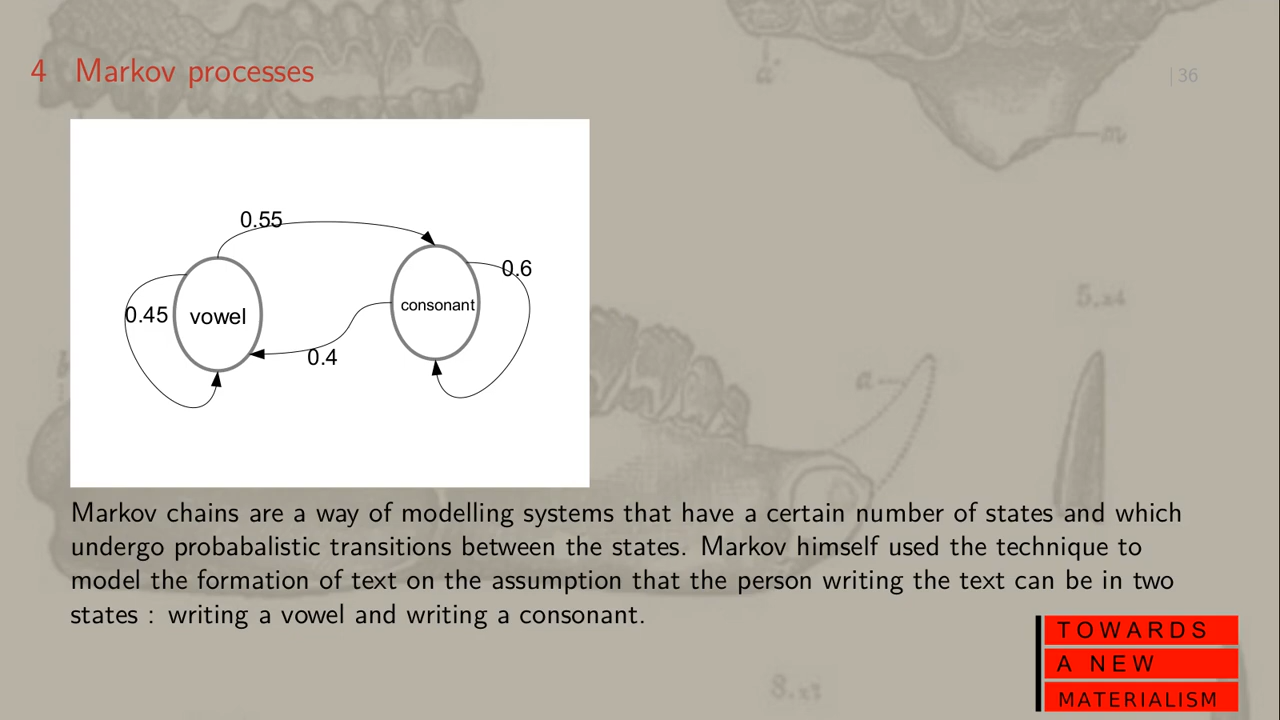 4 Markov processes
| 36
0.55
0.6
0.45
vowel
consonant
0.4
a
m
5.x4
a
Markov chains are a way of modelling systems that have a certain number of states and which
undergo probabalistic transitions between the states. Markov himself used the technique to
model the formation of text on the assumption that the person writing the text can be in two
states : writing a vowel and writing a consonant.
TOWARDS
A NEW
MATERIALISM